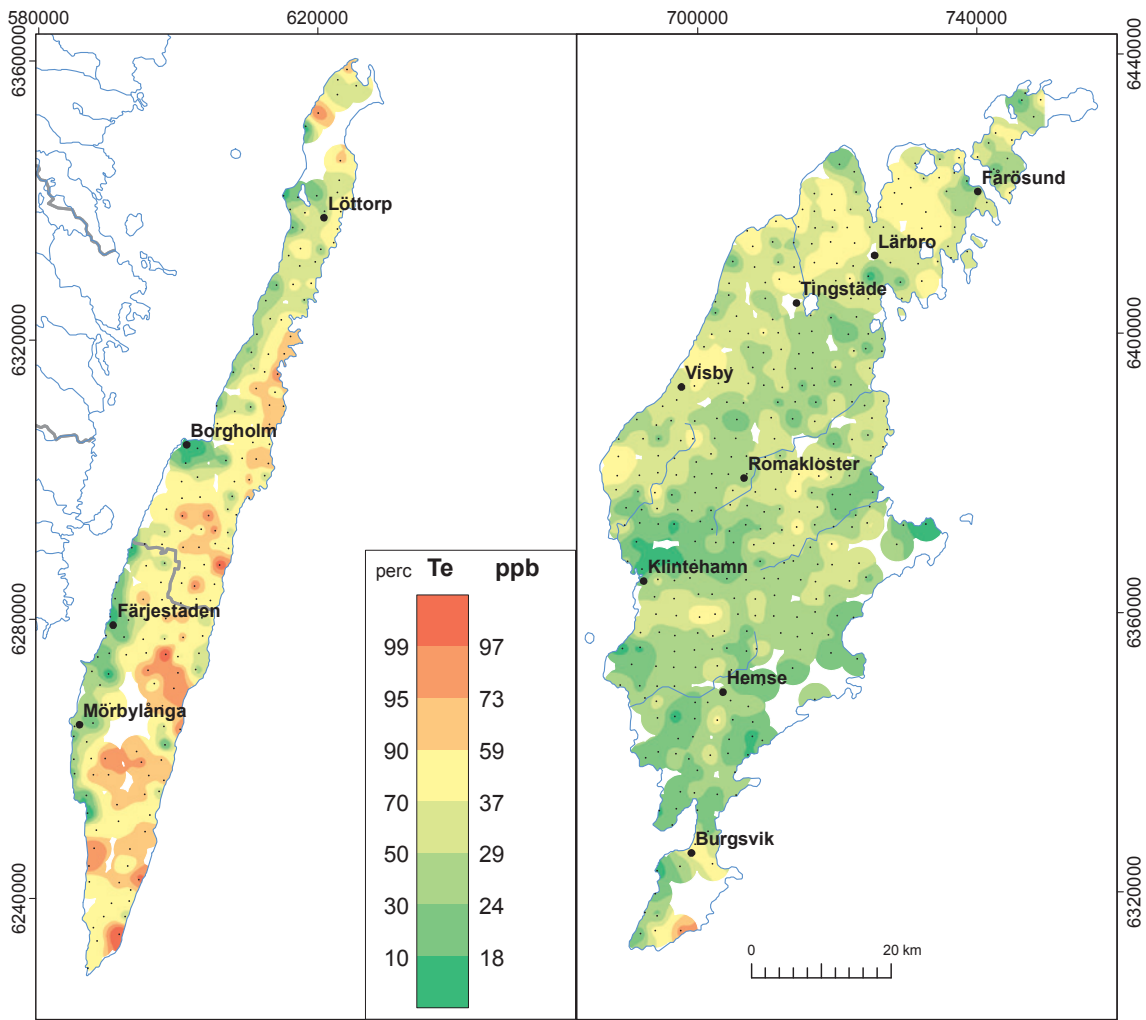 580000 620000 700000 740000
6360000
6320000
6280000
6240000
6440000
6400000
6360000
6320000
Löttorp
Borgholm
Färjestaden
Mörbylånga
Fårösund
Lärbro
Tingstäde
Visby
Romakloster
Klintehamn
Hemse
Burgsvik
perc Te ppb
99 97
95 73
90 59
70 37
50 29
30 24
10 18
0 20 km